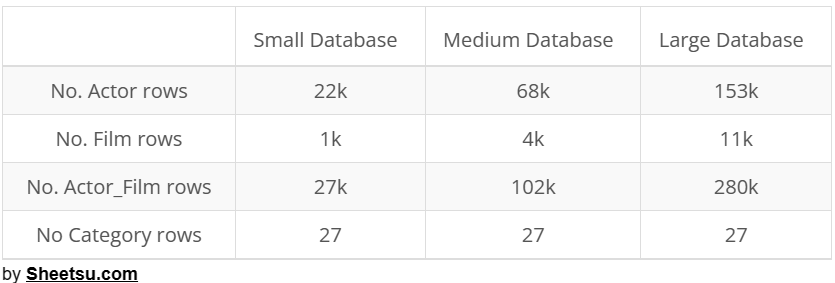 Small Database Medium Database Large Database
No. Actor rows 22k 68k 153k
No. Film rows 1k 4k 11k
No. Actor_Film rows 27k 102k 280k
No Category rows 27 27 27
by Sheetsu.com